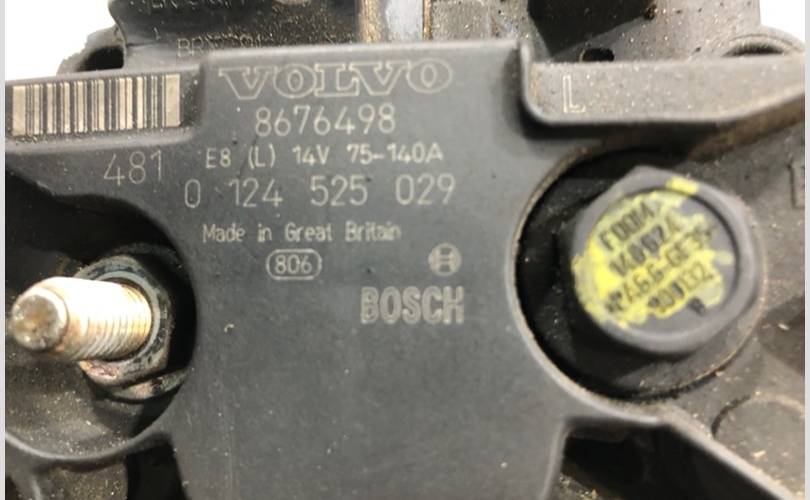 VOLVO
8676498
481
E8 (L) 14V 75-140A
0 124 525 029
Made in Great Britain
806
BOSCH
L